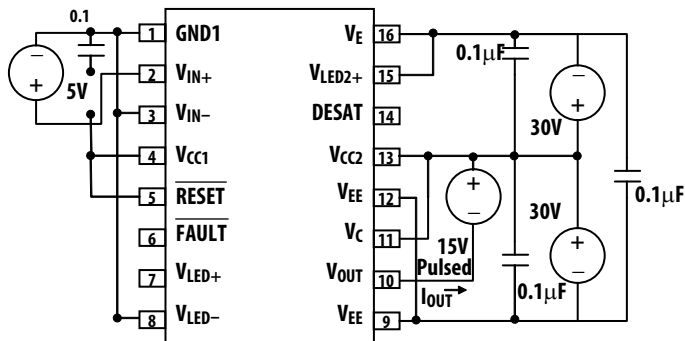 0.1
5V
1 GND1
2 VIN+
3 VIN–
4 VCC1
5 RESET
6 FAULT
7 VLED+
8 VLED–
VE 16
VLED2+ 15
DESAT 14
VCC2 13
VEE 12
VC 11
VOUT 10
VEE 9
0.1μF
30V
0.1μF
30V
15V
Pulsed
IOUT
0.1μF
– + + – – + + –